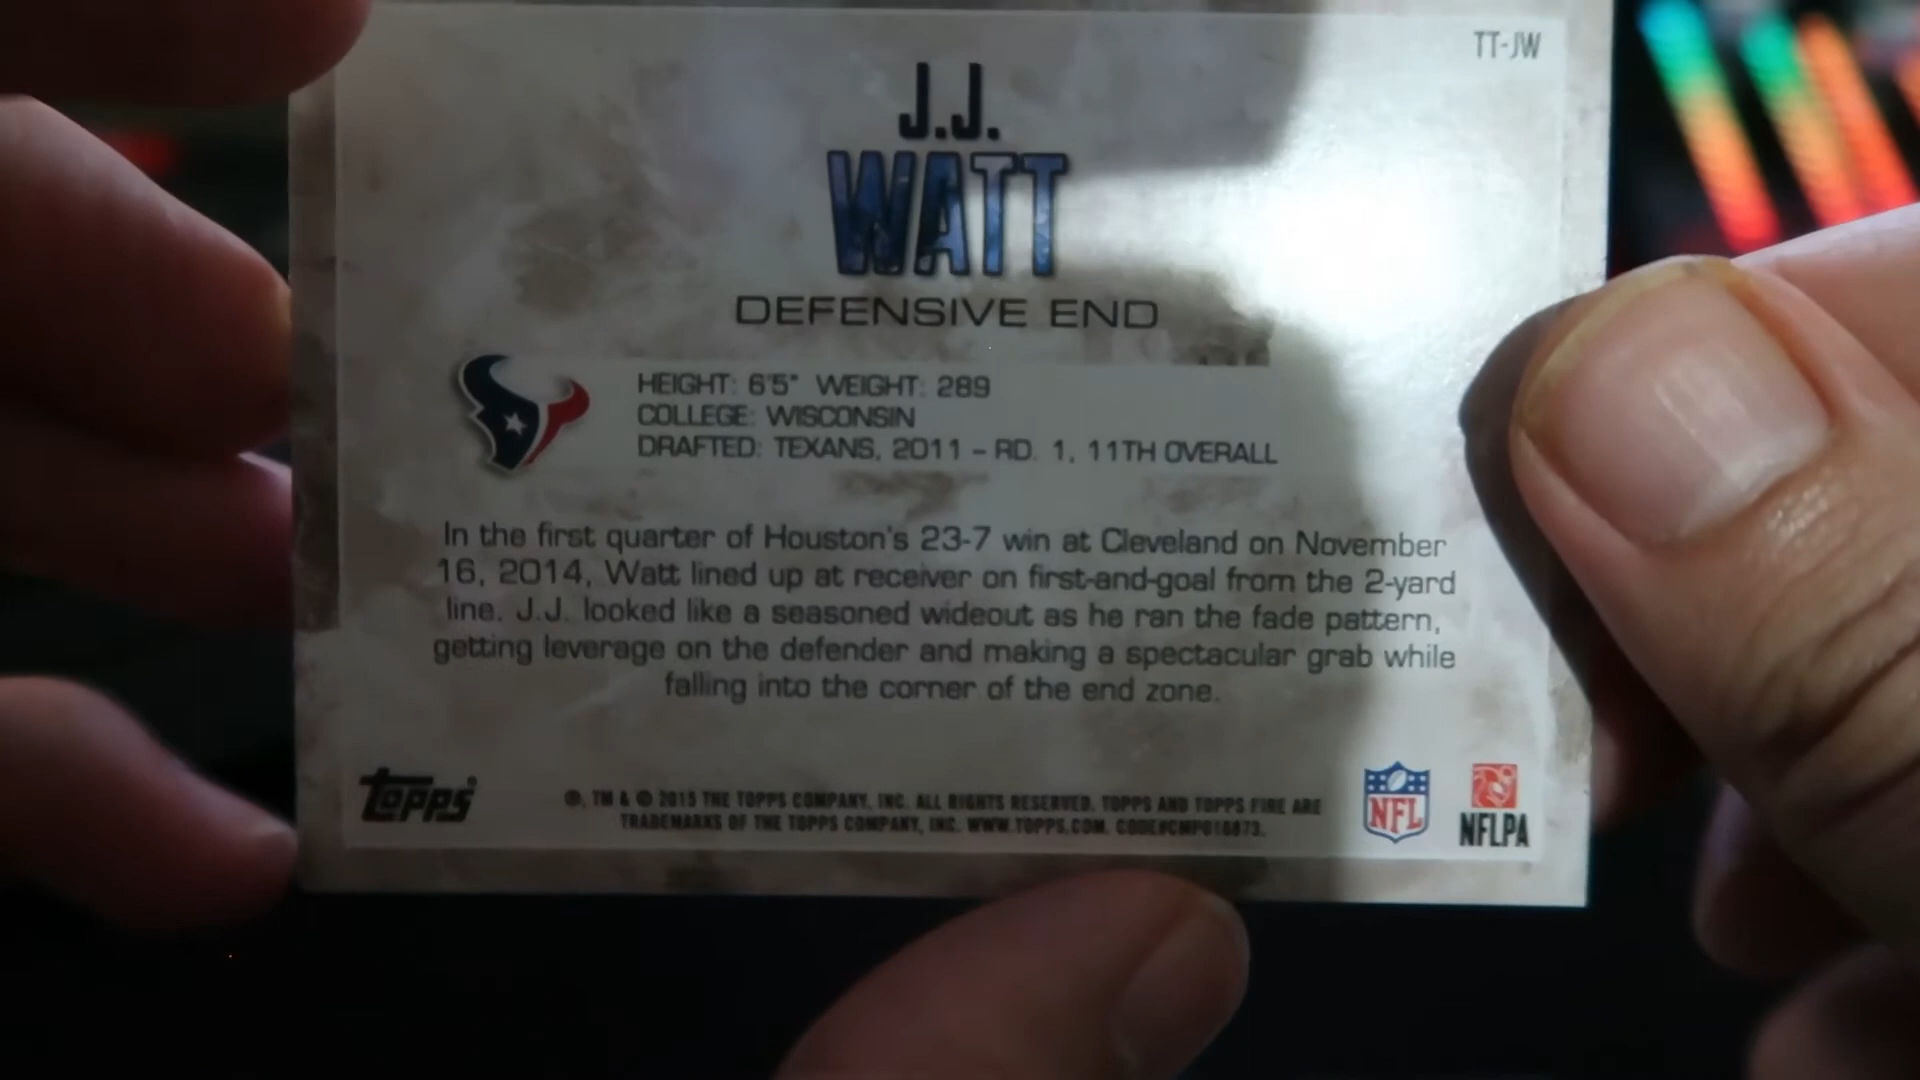 TT-JW
J.J.
WATT
DEFENSIVE END
HEIGHT: 6'5" WEIGHT: 289
COLLEGE: WISCONSIN
DRAFTED: TEXANS, 2011 – RD. 1, 11TH OVERALL
In the first quarter of Houston's 23-7 win at Cleveland on November
16, 2014, Watt lined up at receiver on first-and-goal from the 2-yard
line. J.J. looked like a seasoned wideout as he ran the fade pattern,
getting leverage on the defender and making a spectacular grab while
falling into the corner of the end zone.
Topps®
®, TM & © 2015 THE TOPPS COMPANY, INC. ALL RIGHTS RESERVED. TOPPS AND TOPPS FIRE ARE
TRADEMARKS OF THE TOPPS COMPANY, INC. WWW.TOPPS.COM.
NFL
NFLPA